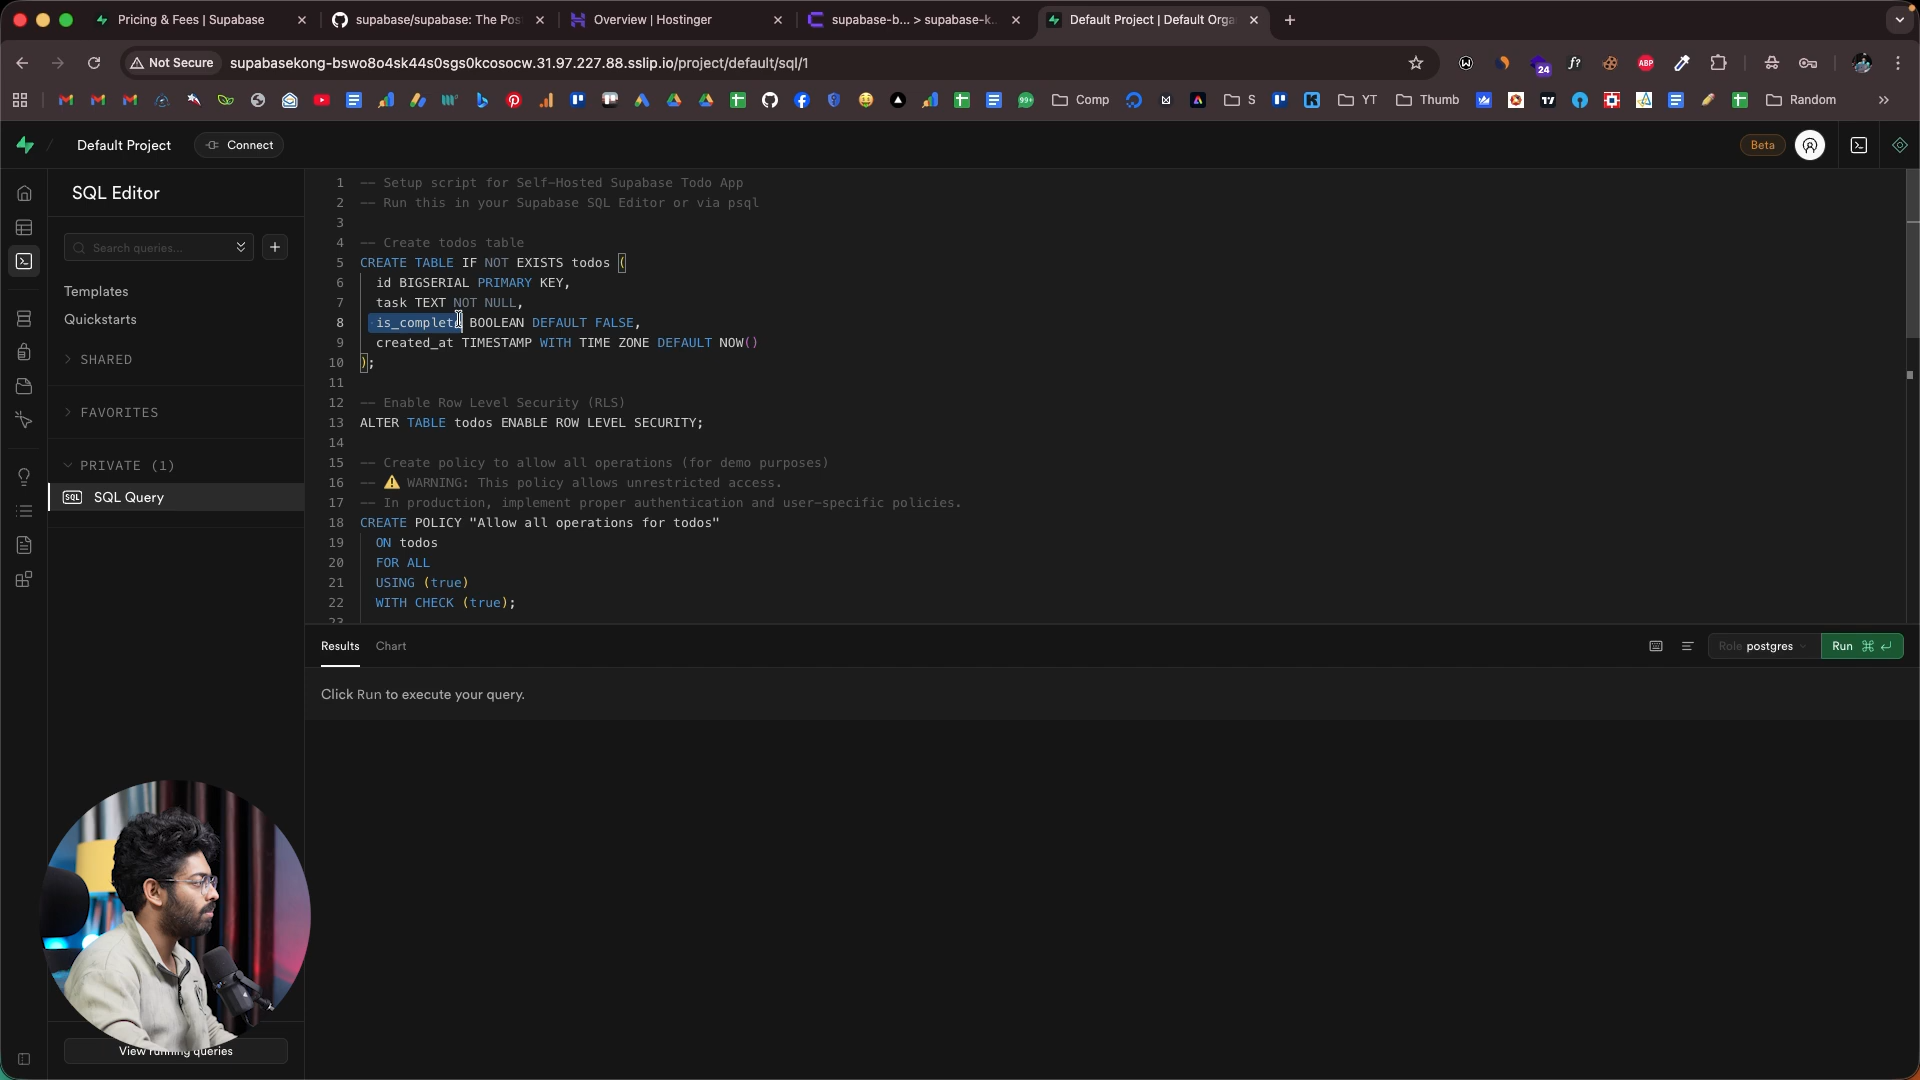 Pricing & Fees | Supabase
supabase/supabase: The Pos
Overview | Hostinger
supabase-b... > supabase-k..
Default Project | Default Orga
Not Secure
supabasekong-bswo8o4sk44s0sgs0kcosocw.31.97.227.88.sslip.io/project/default/sql/1
24
ABP
99+
Comp
S
YT
Thumb
Random
Default Project
Connect
Beta
SQL Editor
Search queries...
Templates
Quickstarts
SHARED
FAVORITES
PRIVATE (1)
SQL Query
View running queries
1 -- Setup script for Self-Hosted Supabase Todo App
2 -- Run this in your Supabase SQL Editor or via psql
3
4 -- Create todos table
5 CREATE TABLE IF NOT EXISTS todos (
6 id BIGSERIAL PRIMARY KEY,
7 task TEXT NOT NULL,
8 is_complete BOOLEAN DEFAULT FALSE,
9 created_at TIMESTAMP WITH TIME ZONE DEFAULT NOW()
10 );
11
12 -- Enable Row Level Security (RLS)
13 ALTER TABLE todos ENABLE ROW LEVEL SECURITY;
14
15 -- Create policy to allow all operations (for demo purposes)
16 -- ⚠️ WARNING: This policy allows unrestricted access.
17 -- In production, implement proper authentication and user-specific policies.
18 CREATE POLICY "Allow all operations for todos"
19 ON todos
20 FOR ALL
21 USING (true)
22 WITH CHECK (true);
23
Results
Chart
Role postgres
Run
Click Run to execute your query.